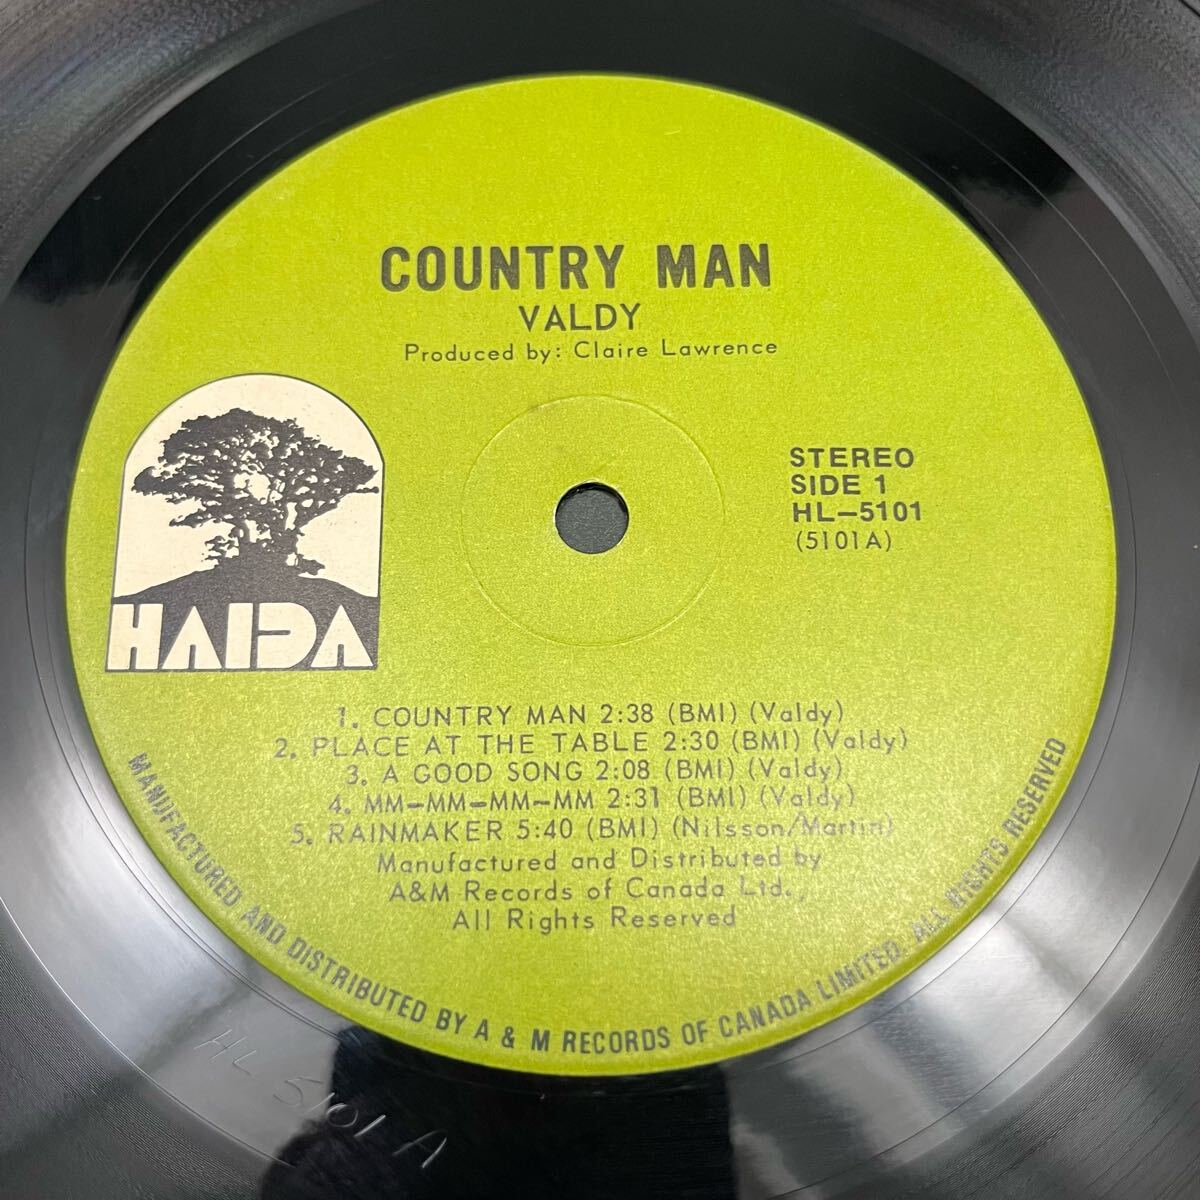 COUNTRY MAN
VALDY
Produced by: Claire Lawrence
HAIDA
STEREO
SIDE 1
HL-5101
(5101A)
1. COUNTRY MAN 2:38 (BMI) (Valdy)
2. PLACE AT THE TABLE 2:30 (BMI) (Valdy)
3. A GOOD SONG 2:08 (BMI) (Valdy)
4. MM-MM-MM-MM 2:31 (BMI) (Valdy)
5. RAINMAKER 5:40 (BMI) (Nilsson/Martin)
Manufactured and Distributed by
A&M Records of Canada Ltd.,
All Rights Reserved
MANUFACTURED AND DISTRIBUTED BY A & M RECORDS OF CANADA LIMITED. ALL RIGHTS RESERVED
HL 5101 A